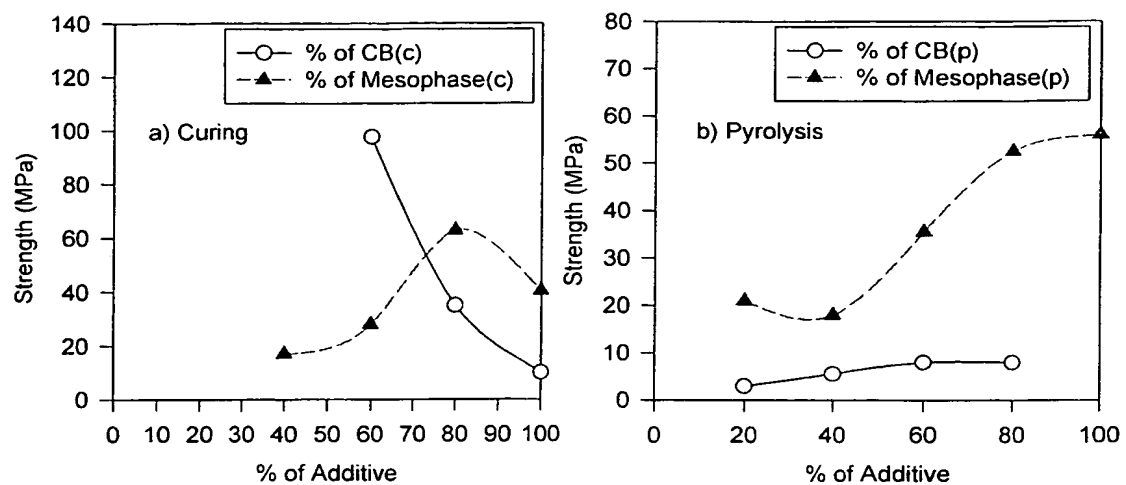 140
120
100
80
60
40
20
0
Strength (MPa)
% of CB(c)
% of Mesophase(c)
a) Curing
0 10 20 30 40 50 60 70 80 90 100
% of Additive
80
70
60
50
40
30
20
10
0
Strength (MPa)
% of CB(p)
% of Mesophase(p)
b) Pyrolysis
0 20 40 60 80 100
% of Additive